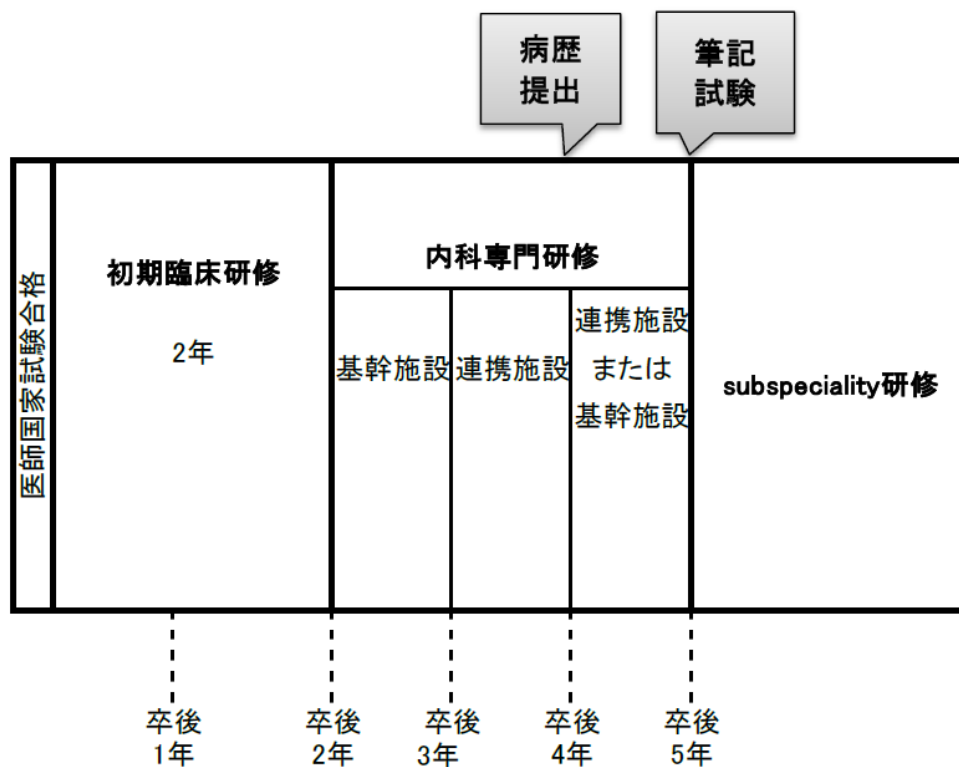 病歴
提出
筆記
試験
医師国家試験合格
初期臨床研修
2年
内科専門研修
基幹施設
連携施設
連携施設
または
基幹施設
subspeciality研修
卒後
1年
卒後
2年
卒後
3年
卒後
4年
卒後
5年